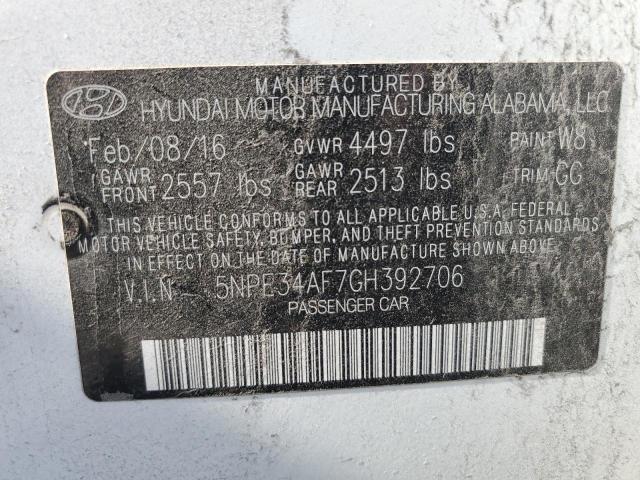 MANUFACTURED BY
HYUNDAI MOTOR MANUFACTURING ALABAMA, LLC
Feb/08/16 GVWR 4497 lbs PAINT W8
GAWR FRONT 2557 lbs GAWR REAR 2513 lbs TRIM GG
THIS VEHICLE CONFORMS TO ALL APPLICABLE U.S.A. FEDERAL
MOTOR VEHICLE SAFETY, BUMPER, AND THEFT PREVENTION STANDARDS
IN EFFECT ON THE DATE OF MANUFACTURE SHOWN ABOVE
V.I.N 5NPE34AF7GH392706
PASSENGER CAR